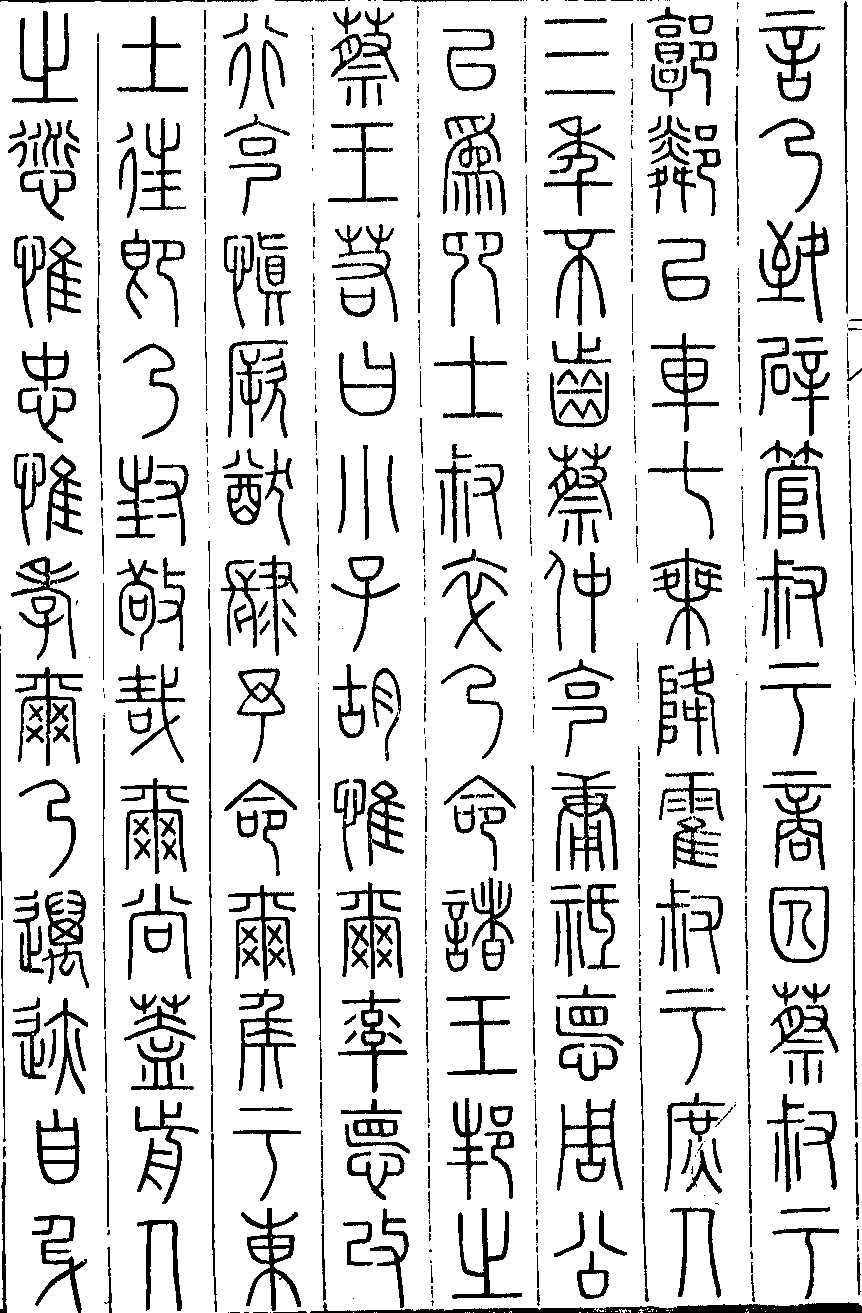 言乃致辟管叔于商囚蔡叔于
郭鄰以車七乘降霍叔于庶人
三年不齒蔡仲克庸祗德周公
以為卿士叔卒乃命諸王邦之
蔡王若曰小子胡惟爾率德改
行克慎厥猷肆予命爾侯于東
土往即乃封敬哉爾尚蓋前人
之愆惟忠惟孝爾乃邁迹自身